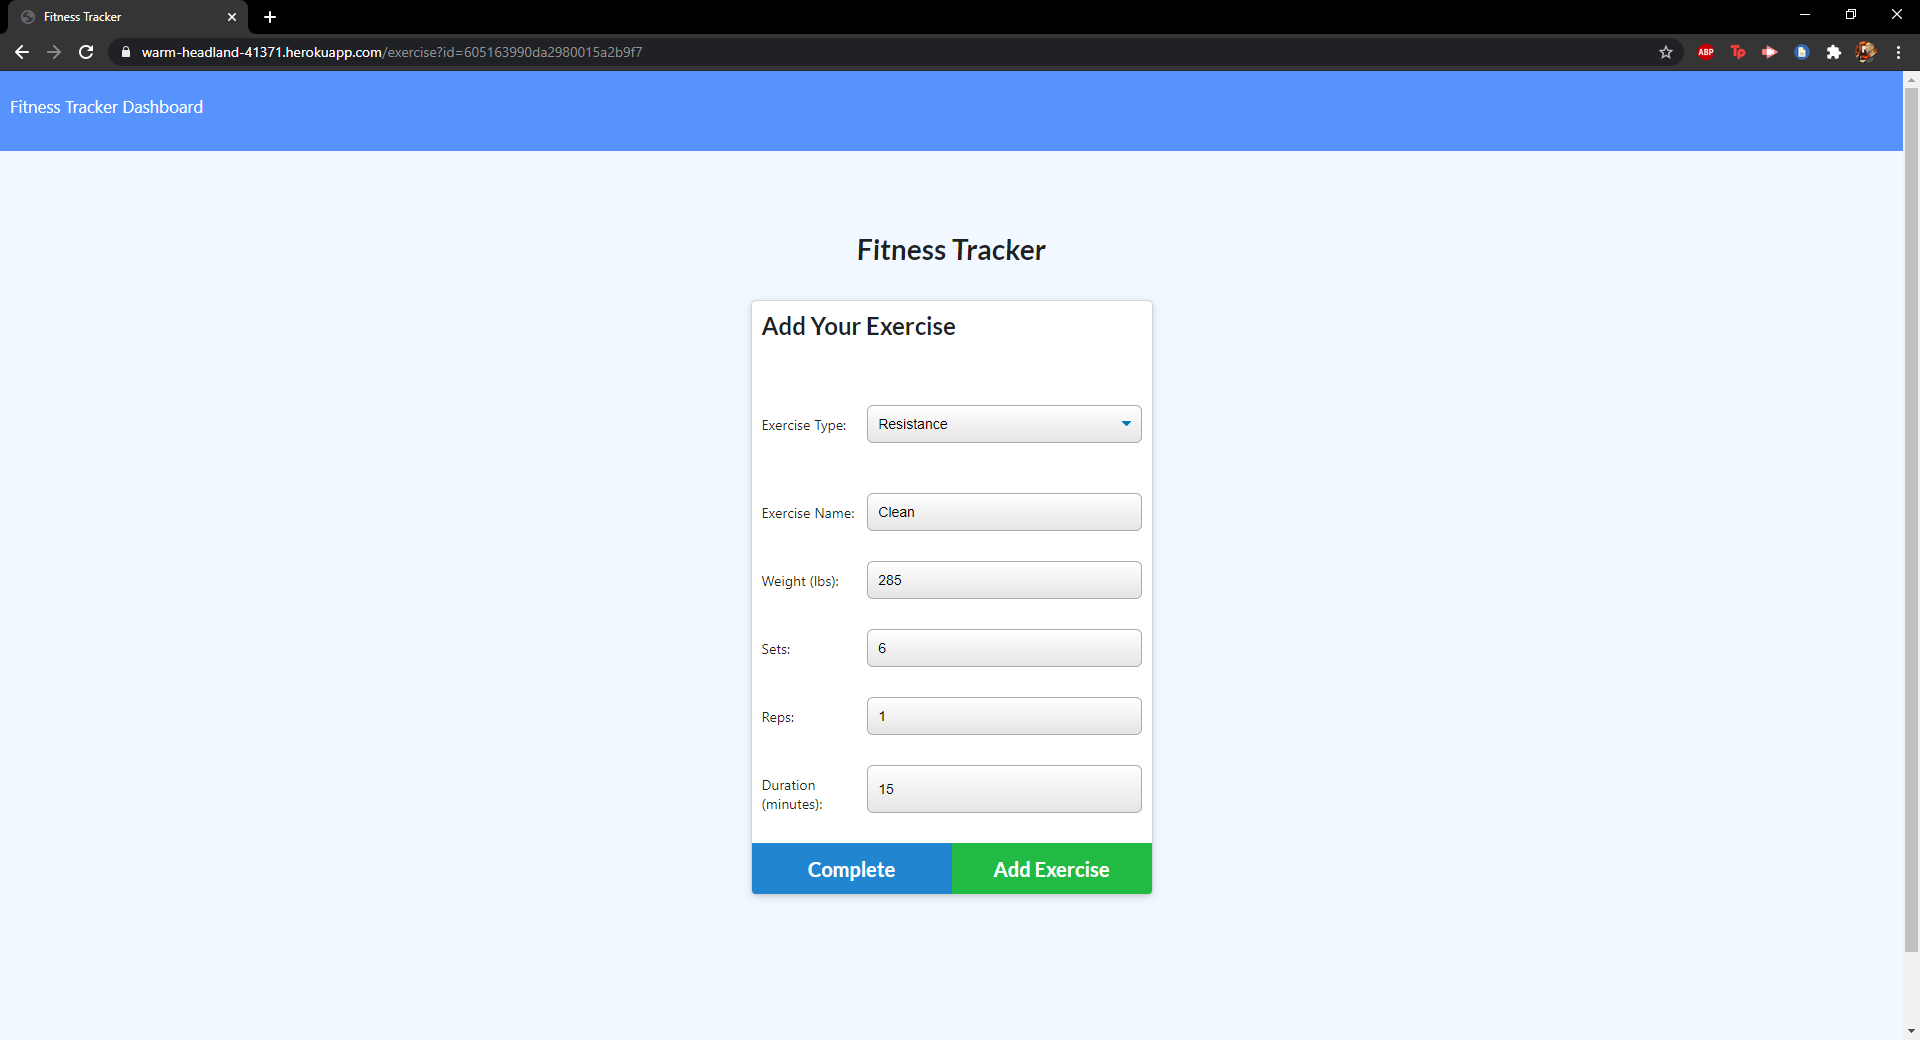 Fitness Tracker
warm-headland-41371.herokuapp.com/exercise?id=605163990da2980015a2b9f7
ABP
Tp
Fitness Tracker Dashboard
Fitness Tracker
Add Your Exercise
Exercise Type: Resistance
Exercise Name: Clean
Weight (lbs): 285
Sets: 6
Reps: 1
Duration
(minutes): 15
Complete Add Exercise